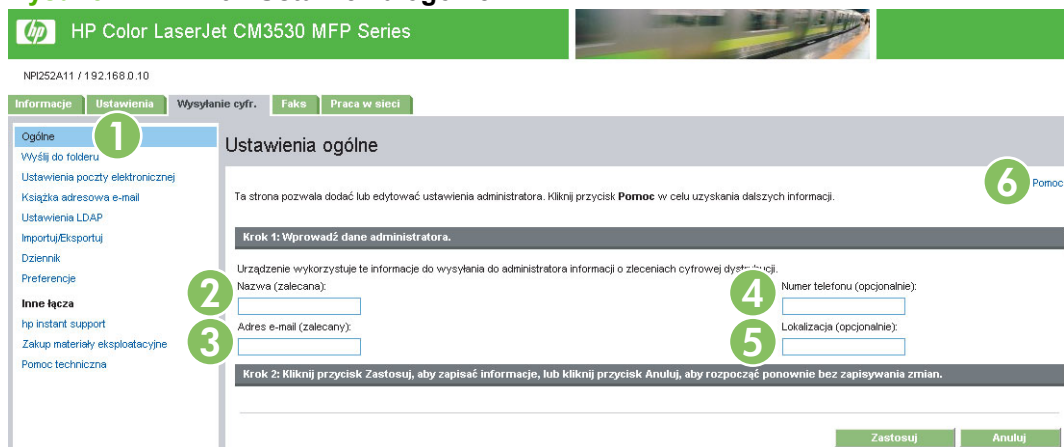 hp
HP Color LaserJet CM3530 MFP Series
NPI252A11 / 192.168.0.10
Informacje
Ustawienia
Wysyłanie cyfr.
Faks
Praca w sieci
Ogólne
Wyślij do folderu
Ustawienia poczty elektronicznej
Książka adresowa e-mail
Ustawienia LDAP
Importuj/Eksportuj
Dziennik
Preferencje
Inne łącza
hp instant support
Zakup materiały eksploatacyjne
Pomoc techniczna
1
Ustawienia ogólne
6
Pomoc
Ta strona pozwala dodać lub edytować ustawienia administratora. Kliknij przycisk Pomoc w celu uzyskania dalszych informacji.
Krok 1: Wprowadź dane administratora.
Urządzenie wykorzystuje te informacje do wysyłania do administratora informacji o zleceniach cyfrowej dystrybucji.
2
Nazwa (zalecana):
4
Numer telefonu (opcjonalnie):
3
Adres e-mail (zalecany):
5
Lokalizacja (opcjonalnie):
Krok 2: Kliknij przycisk Zastosuj, aby zapisać informacje, lub kliknij przycisk Anuluj, aby rozpocząć ponownie bez zapisywania zmian.
Zastosuj
Anuluj